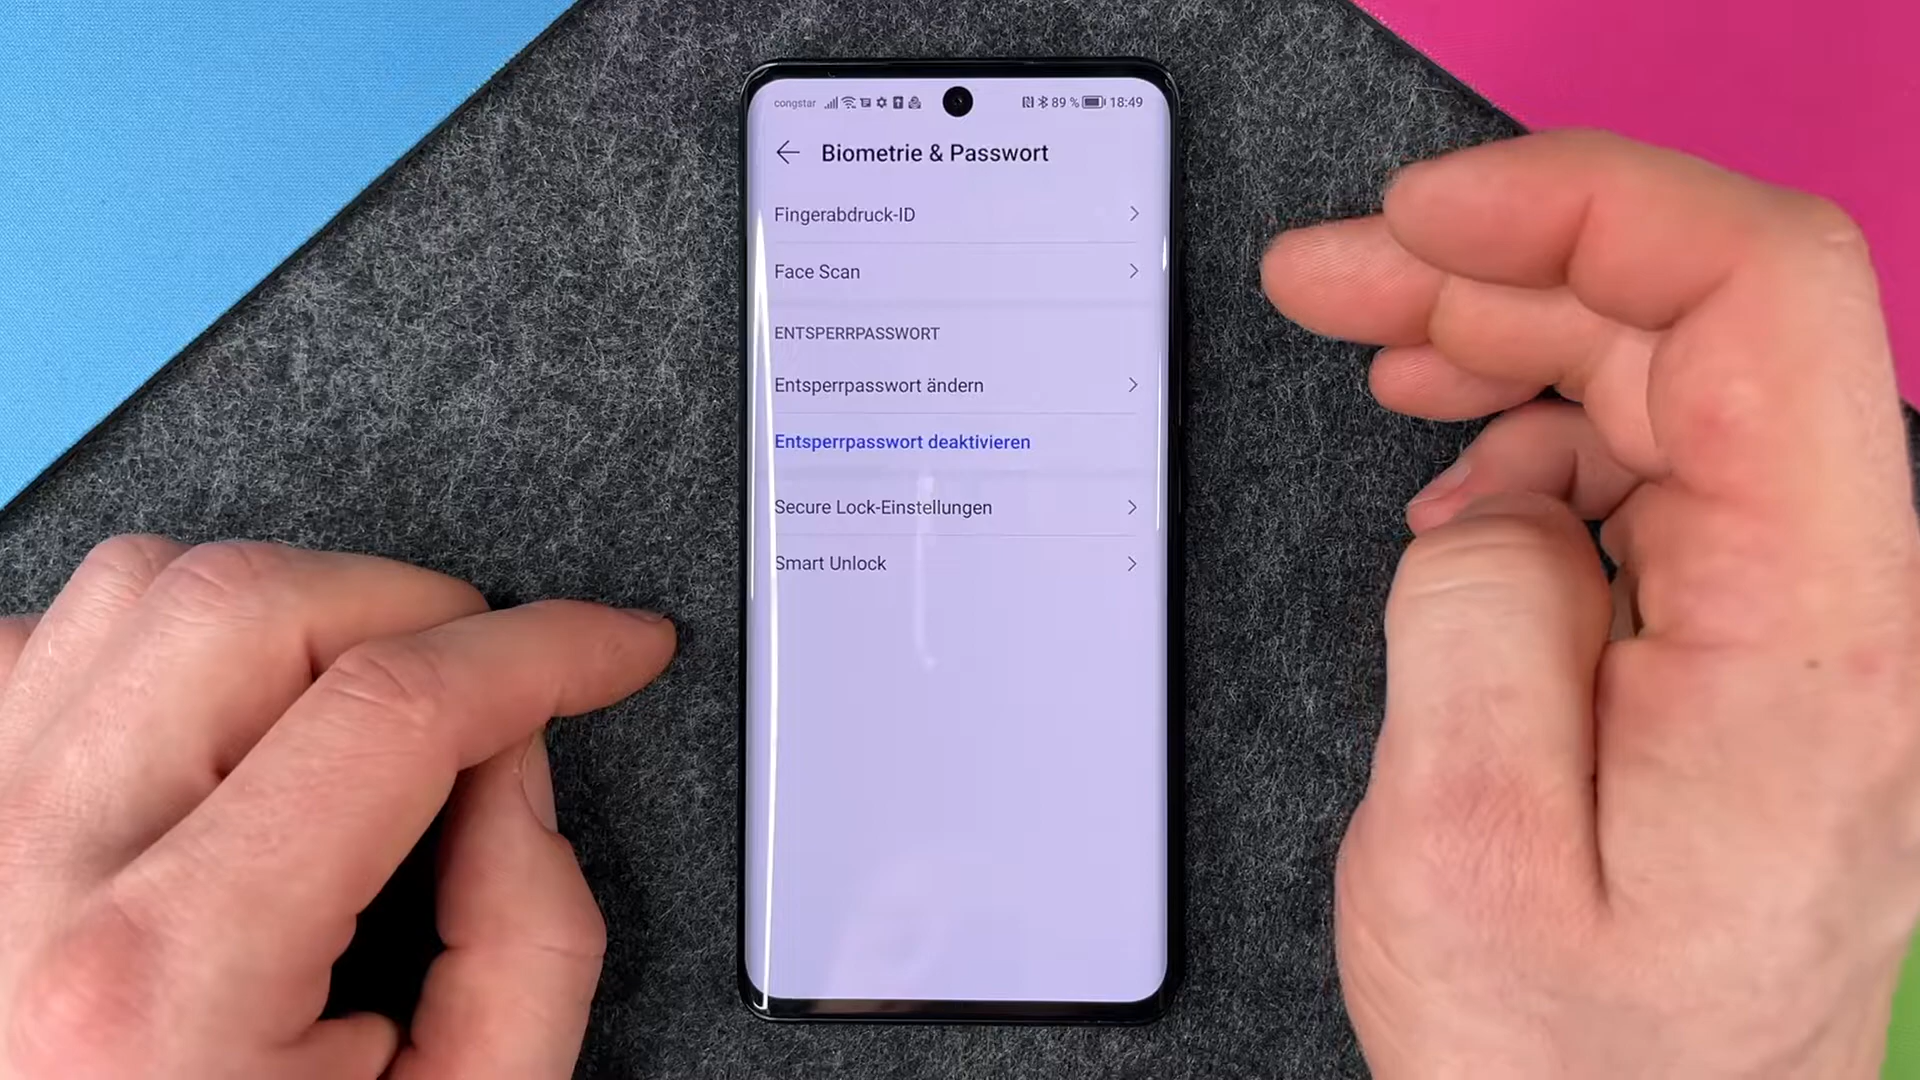 congstar 89 % 18:49
Biometrie & Passwort
Fingerabdruck-ID
Face Scan
ENTSPERRPASSWORT
Entsperrpasswort ändern
Entsperrpasswort deaktivieren
Secure Lock-Einstellungen
Smart Unlock